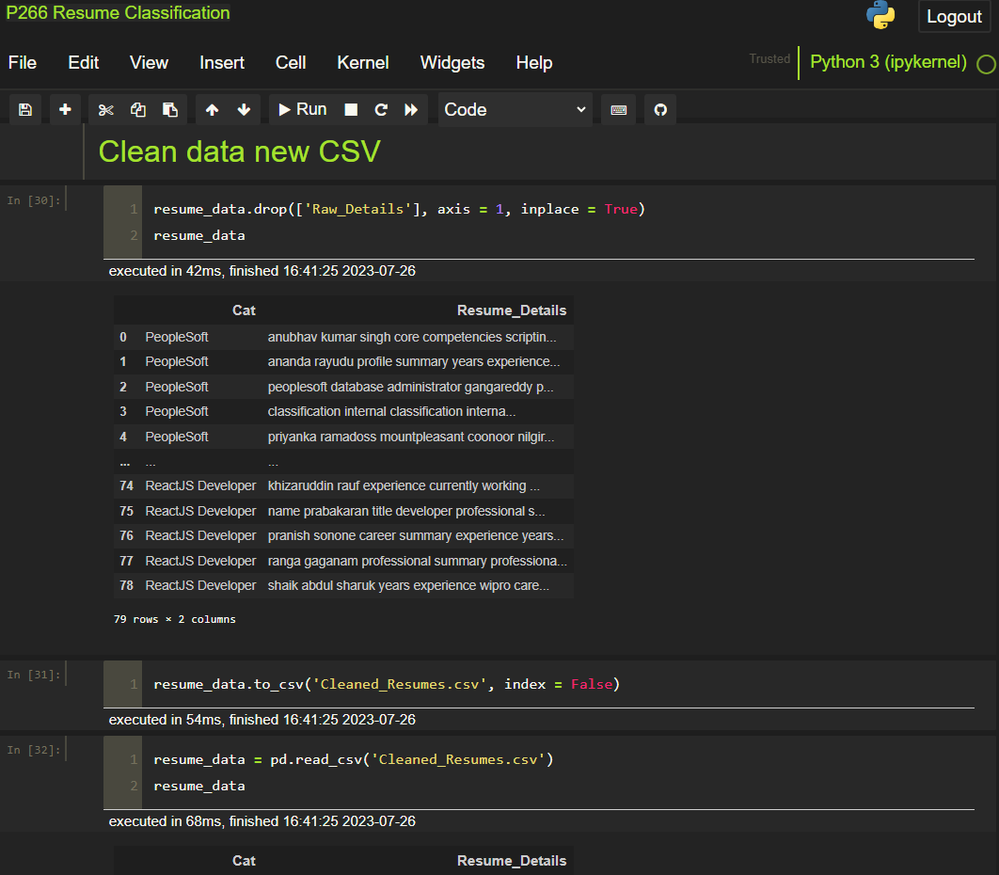 P266 Resume Classification
Logout
File Edit View Insert Cell Kernel Widgets Help
Trusted
Python 3 (ipykernel)
Run
Code
Clean data new CSV
In [30]:
1 resume_data.drop(['Raw_Details'], axis = 1, inplace = True)
2 resume_data
executed in 42ms, finished 16:41:25 2023-07-26
Cat Resume_Details
0 PeopleSoft anubhav kumar singh core competencies scriptin...
1 PeopleSoft ananda rayudu profile summary years experience...
2 PeopleSoft peoplesoft database administrator gangareddy p...
3 PeopleSoft classification internal classification interna...
4 PeopleSoft priyanka ramadoss mountpleasant coonoor nilgir...
... ... ...
74 ReactJS Developer khizaruddin rauf experience currently working ...
75 ReactJS Developer name prabakaran title developer professional s...
76 ReactJS Developer pranish sonone career summary experience years...
77 ReactJS Developer ranga gaganam professional summary professiona...
78 ReactJS Developer shaik abdul sharuk years experience wipro care...
79 rows × 2 columns
In [31]:
1 resume_data.to_csv('Cleaned_Resumes.csv', index = False)
executed in 54ms, finished 16:41:25 2023-07-26
In [32]:
1 resume_data = pd.read_csv('Cleaned_Resumes.csv')
2 resume_data
executed in 68ms, finished 16:41:25 2023-07-26
Cat Resume_Details